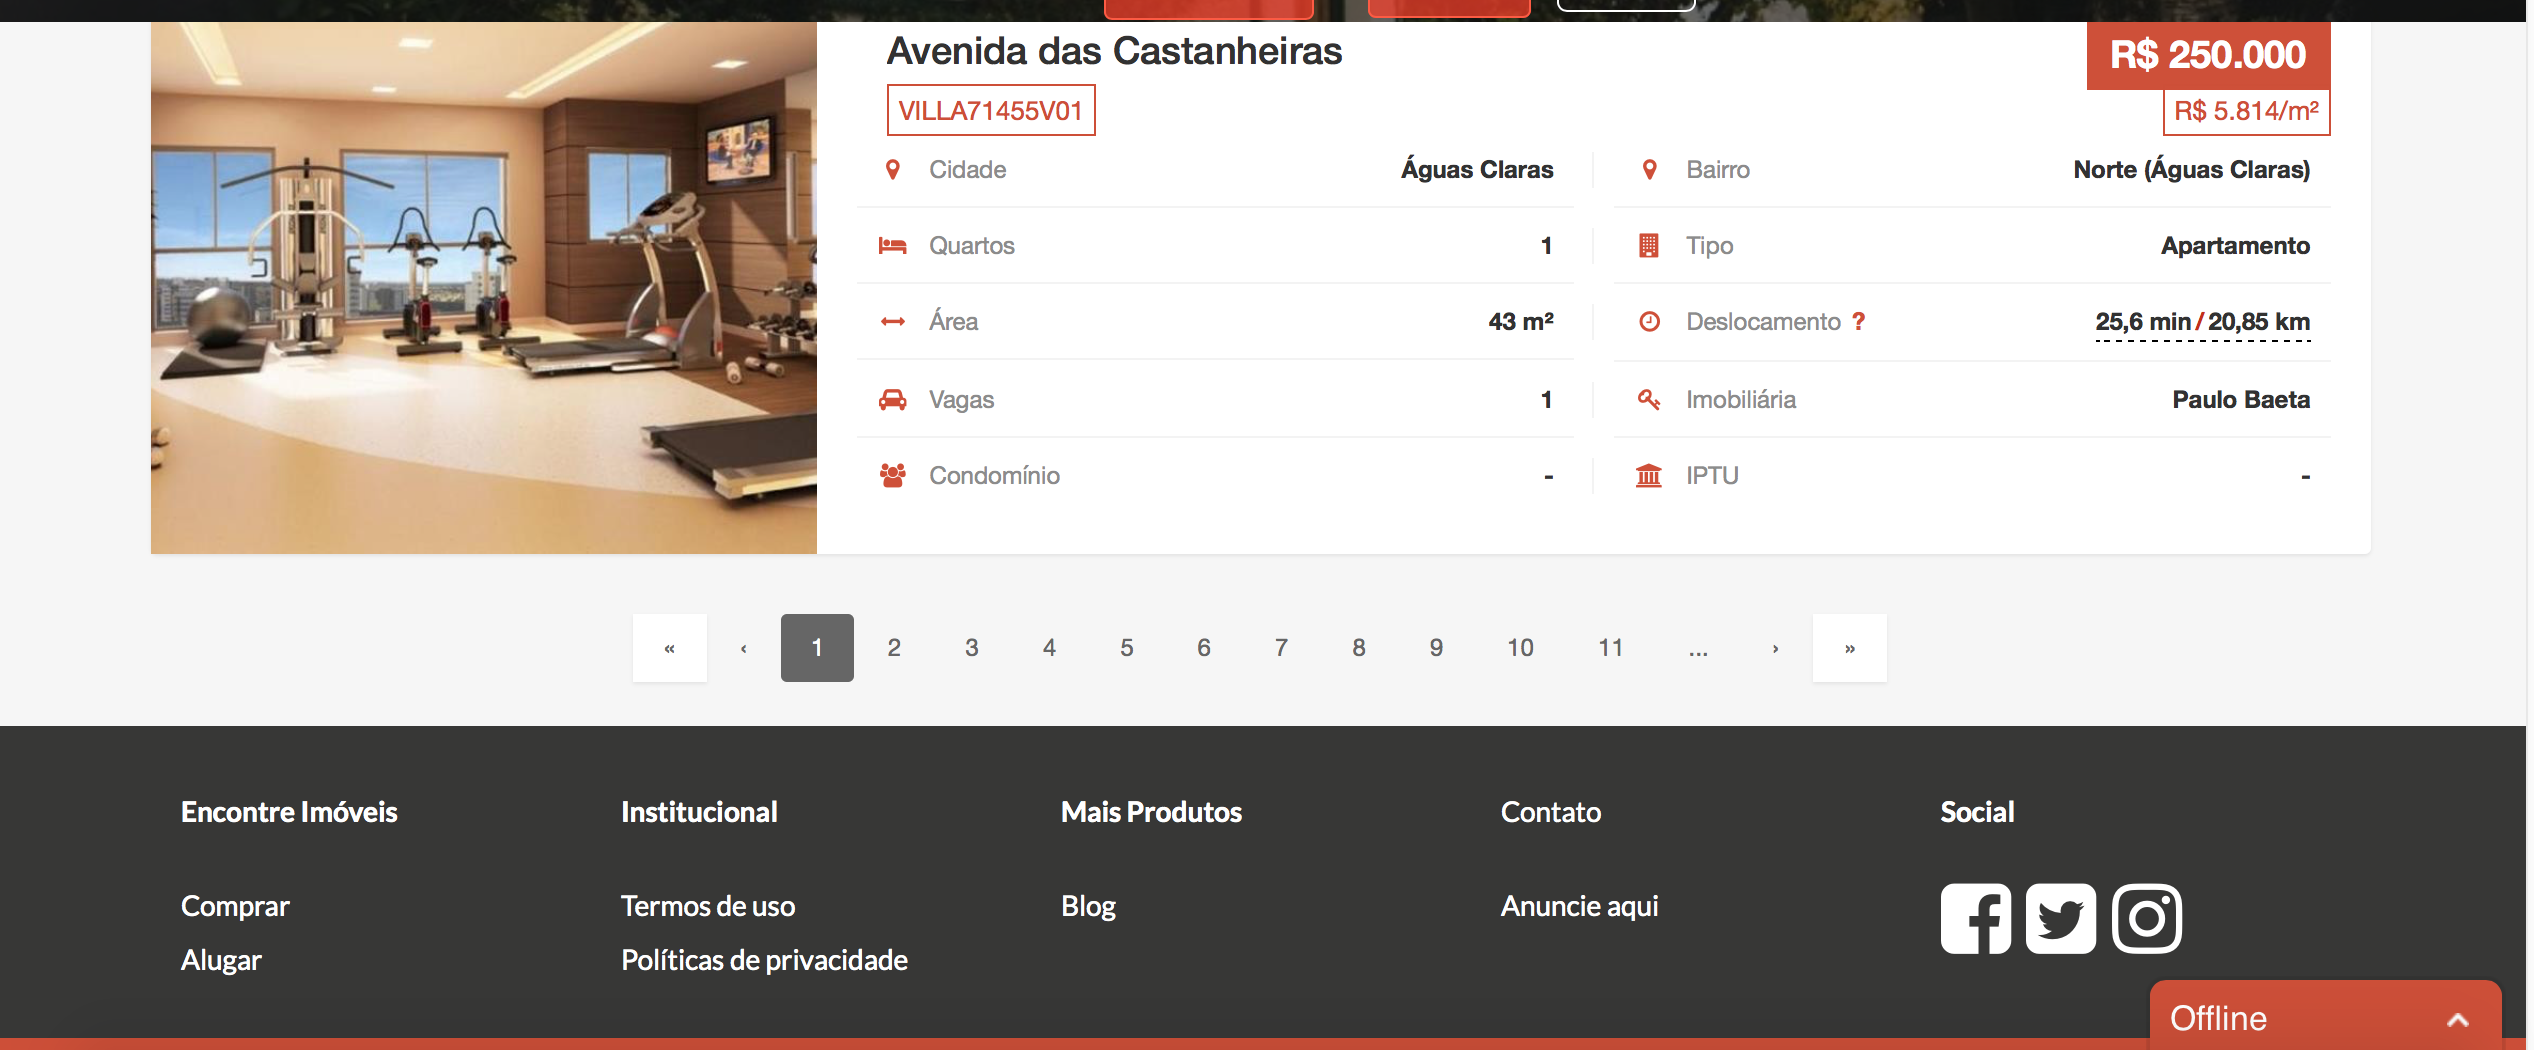 Avenida das Castanheiras
R$ 250.000
VILLA71455V01
R$ 5.814/m²
Cidade Águas Claras
Bairro Norte (Águas Claras)
Quartos 1
Tipo Apartamento
Área 43 m²
Deslocamento ? 25,6 min / 20,85 km
Vagas 1
Imobiliária Paulo Baeta
Condomínio -
IPTU -
« ‹ 1 2 3 4 5 6 7 8 9 10 11 ... › »
Encontre Imóveis
Comprar
Alugar
Institucional
Termos de uso
Políticas de privacidade
Mais Produtos
Blog
Contato
Anuncie aqui
Social
Offline